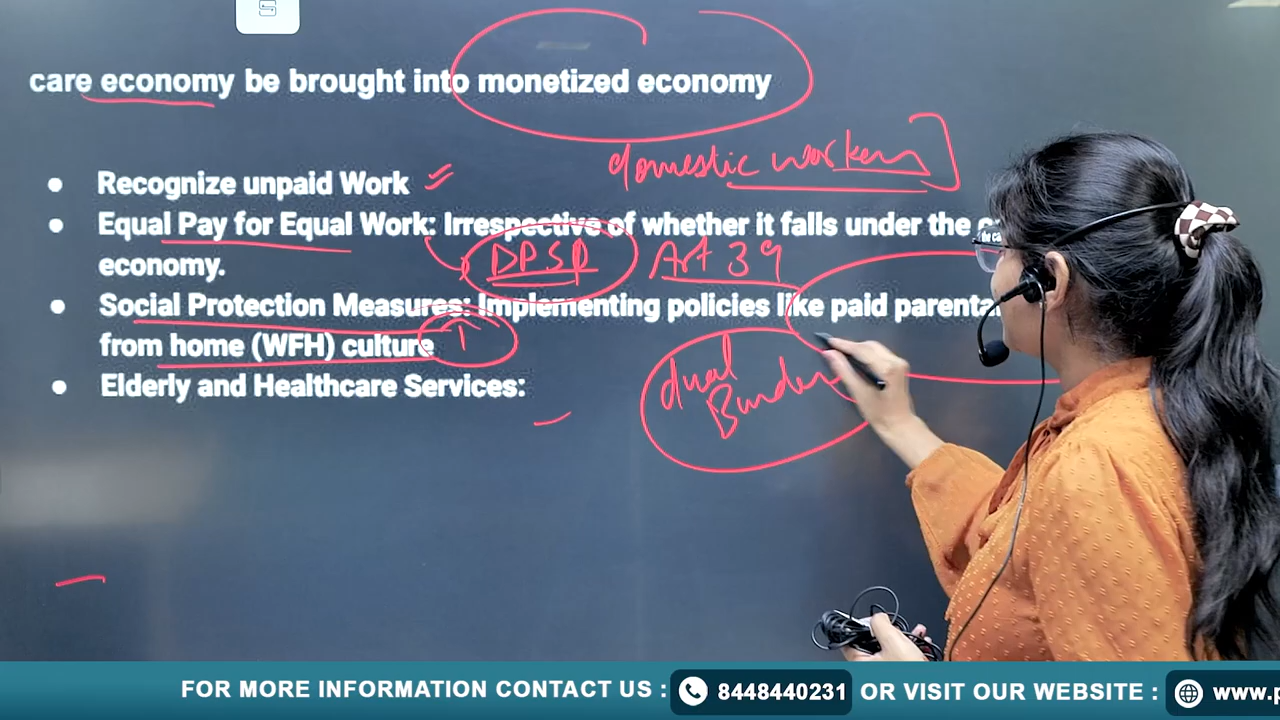 care economy be brought into monetized economy
domestic workers
• Recognize unpaid Work
• Equal Pay for Equal Work: Irrespective of whether it falls under the
economy.
DPSP Art 39
• Social Protection Measures: Implementing policies like paid parenta
from home (WFH) culture
dual
Burden
• Elderly and Healthcare Services:
FOR MORE INFORMATION CONTACT US : 8448440231 OR VISIT OUR WEBSITE : www.p